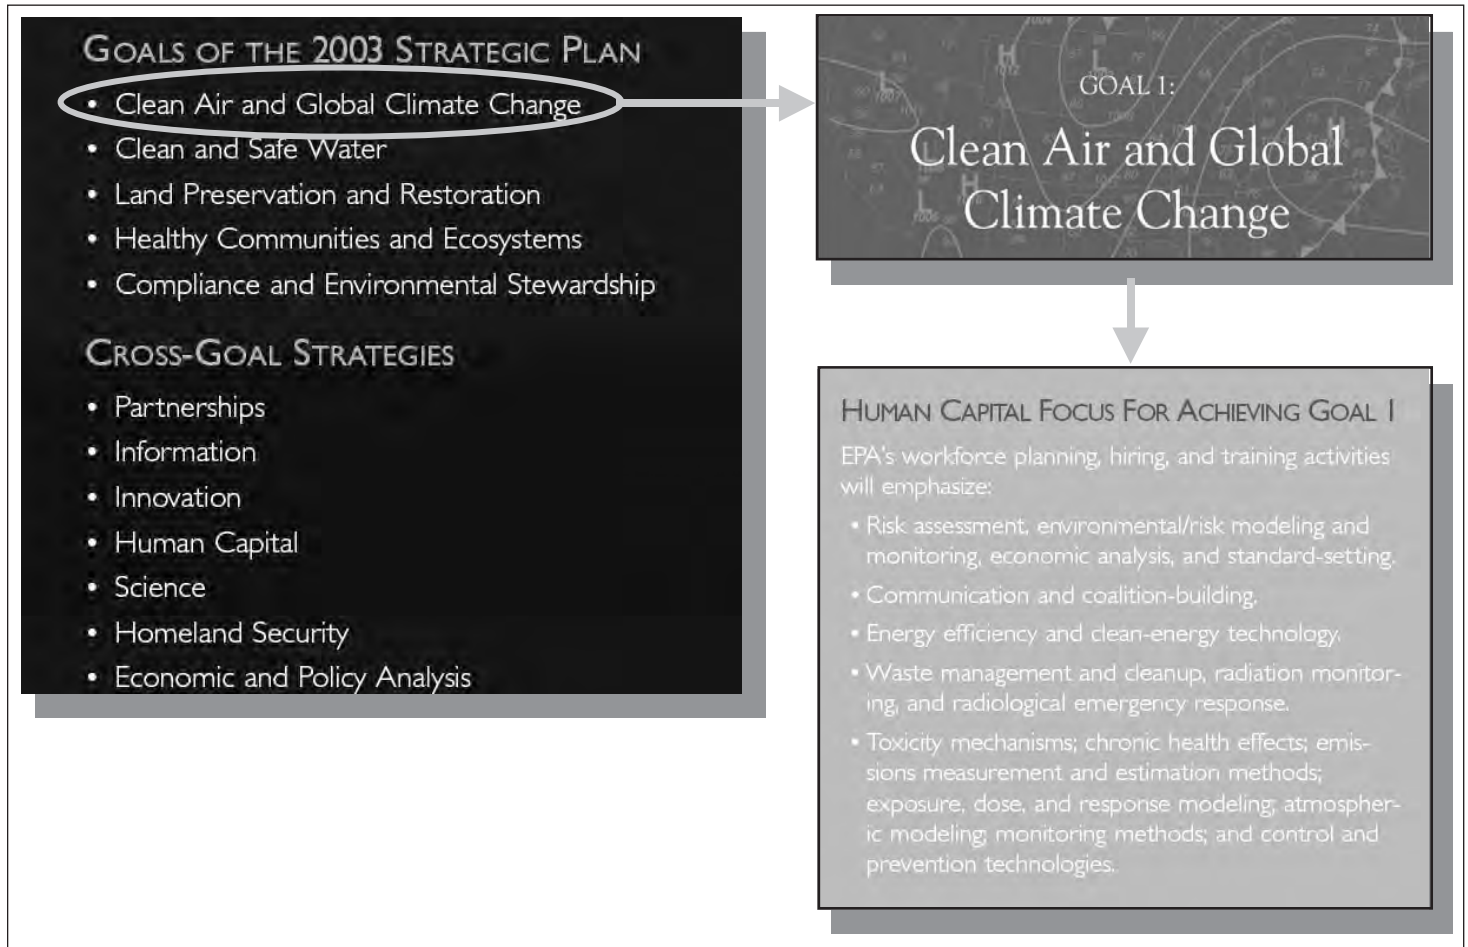 GOALS OF THE 2003 STRATEGIC PLAN
• Clean Air and Global Climate Change
• Clean and Safe Water
• Land Preservation and Restoration
• Healthy Communities and Ecosystems
• Compliance and Environmental Stewardship
CROSS-GOAL STRATEGIES
• Partnerships
• Information
• Innovation
• Human Capital
• Science
• Homeland Security
• Economic and Policy Analysis
GOAL 1:
Clean Air and Global
Climate Change
HUMAN CAPITAL FOCUS FOR ACHIEVING GOAL 1
EPA's workforce planning, hiring, and training activities
will emphasize:
• Risk assessment, environmental/risk modeling and
monitoring, economic analysis, and standard-setting.
• Communication and coalition-building.
• Energy efficiency and clean-energy technology.
• Waste management and cleanup, radiation monitor-
ing, and radiological emergency response.
• Toxicity mechanisms; chronic health effects; emis-
sions measurement and estimation methods;
exposure, dose, and response modeling; atmospher-
ic modeling; monitoring methods; and control and
prevention technologies.